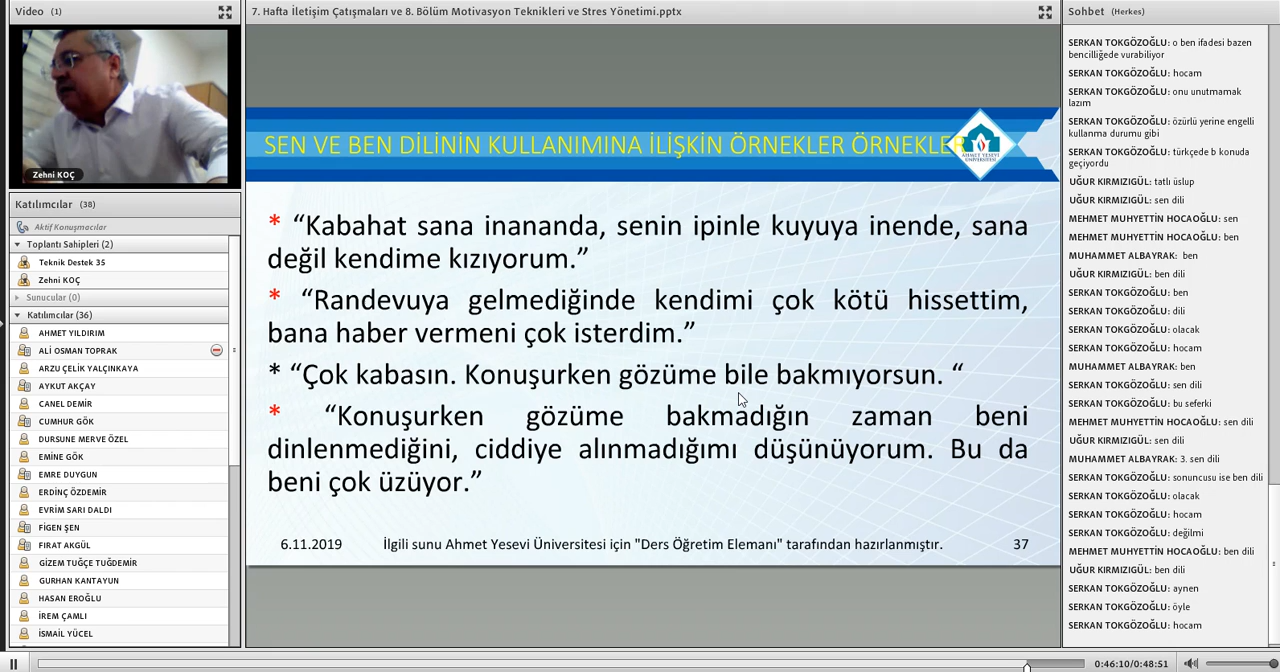 Video (1)
Zehni KOÇ
Katılımcılar (38)
Aktif Konuşmacılar
Toplantı Sahipleri (2)
Teknik Destek 35
Zehni KOÇ
Sunucular (0)
Katılımcılar (36)
AHMET YILDIRIM
ALİ OSMAN TOPRAK
ARZU ÇELİK YALÇINKAYA
AYKUT AKÇAY
CANEL DEMİR
CUMHUR GÖK
DURSUNE MERVE ÖZEL
EMİNE GÖK
EMRE DUYGUN
ERDİNÇ ÖZDEMİR
EVRİM SARI DALDI
FİGEN ŞEN
FIRAT AKGÜL
GİZEM TUĞÇE TUĞDEMİR
GURHAN KANTAYUN
HASAN EROĞLU
İREM ÇAMLI
İSMAİL YÜCEL
7. Hafta İletişim Çatışmaları ve 8. Bölüm Motivasyon Teknikleri ve Stres Yönetimi.pptx
SEN VE BEN DİLİNİN KULLANIMINA İLİŞKİN ÖRNEKLER ÖRNEKLER
AHMET YESEVİ
ÜNİVERSİTESİ
* “Kabahat sana inananda, senin ipinle kuyuya inende, sana
değil kendime kızıyorum.”
* “Randevuya gelmediğinde kendimi çok kötü hissettim,
bana haber vermeni çok isterdim.”
* “Çok kabasın. Konuşurken gözüme bile bakmıyorsun. “
* “Konuşurken gözüme bakmadığın zaman beni
dinlenmediğini, ciddiye alınmadığımı düşünüyorum. Bu da
beni çok üzüyor.”
6.11.2019 İlgili sunu Ahmet Yesevi Üniversitesi için "Ders Öğretim Elemanı" tarafından hazırlanmıştır. 37
Sohbet (Herkes)
SERKAN TOKGÖZOĞLU: o ben ifadesi bazen
bencilliğede vurabiliyor
SERKAN TOKGÖZOĞLU: hocam
SERKAN TOKGÖZOĞLU: onu unutmamak
lazım
SERKAN TOKGÖZOĞLU: özürlü yerine engelli
kullanma durumu gibi
SERKAN TOKGÖZOĞLU: türkçede b konuda
geçiyordu
UĞUR KIRMIZIGÜL: tatlı üslup
UĞUR KIRMIZIGÜL: sen dili
MEHMET MUHYETTİN HOCAOĞLU: sen
MEHMET MUHYETTİN HOCAOĞLU: ben
MUHAMMET ALBAYRAK: ben
UĞUR KIRMIZIGÜL: ben dili
SERKAN TOKGÖZOĞLU: ben
SERKAN TOKGÖZOĞLU: dili
SERKAN TOKGÖZOĞLU: olacak
SERKAN TOKGÖZOĞLU: hocam
MUHAMMET ALBAYRAK: ben
SERKAN TOKGÖZOĞLU: sen dili
SERKAN TOKGÖZOĞLU: bu seferki
MEHMET MUHYETTİN HOCAOĞLU: sen dili
UĞUR KIRMIZIGÜL: sen dili
MUHAMMET ALBAYRAK: 3. sen dili
SERKAN TOKGÖZOĞLU: sonuncusu ise ben dili
SERKAN TOKGÖZOĞLU: olacak
SERKAN TOKGÖZOĞLU: hocam
SERKAN TOKGÖZOĞLU: değilmi
MEHMET MUHYETTİN HOCAOĞLU: ben dili
UĞUR KIRMIZIGÜL: ben dili
SERKAN TOKGÖZOĞLU: aynen
SERKAN TOKGÖZOĞLU: öyle
SERKAN TOKGÖZOĞLU: hocam
0:46:10/0:48:51